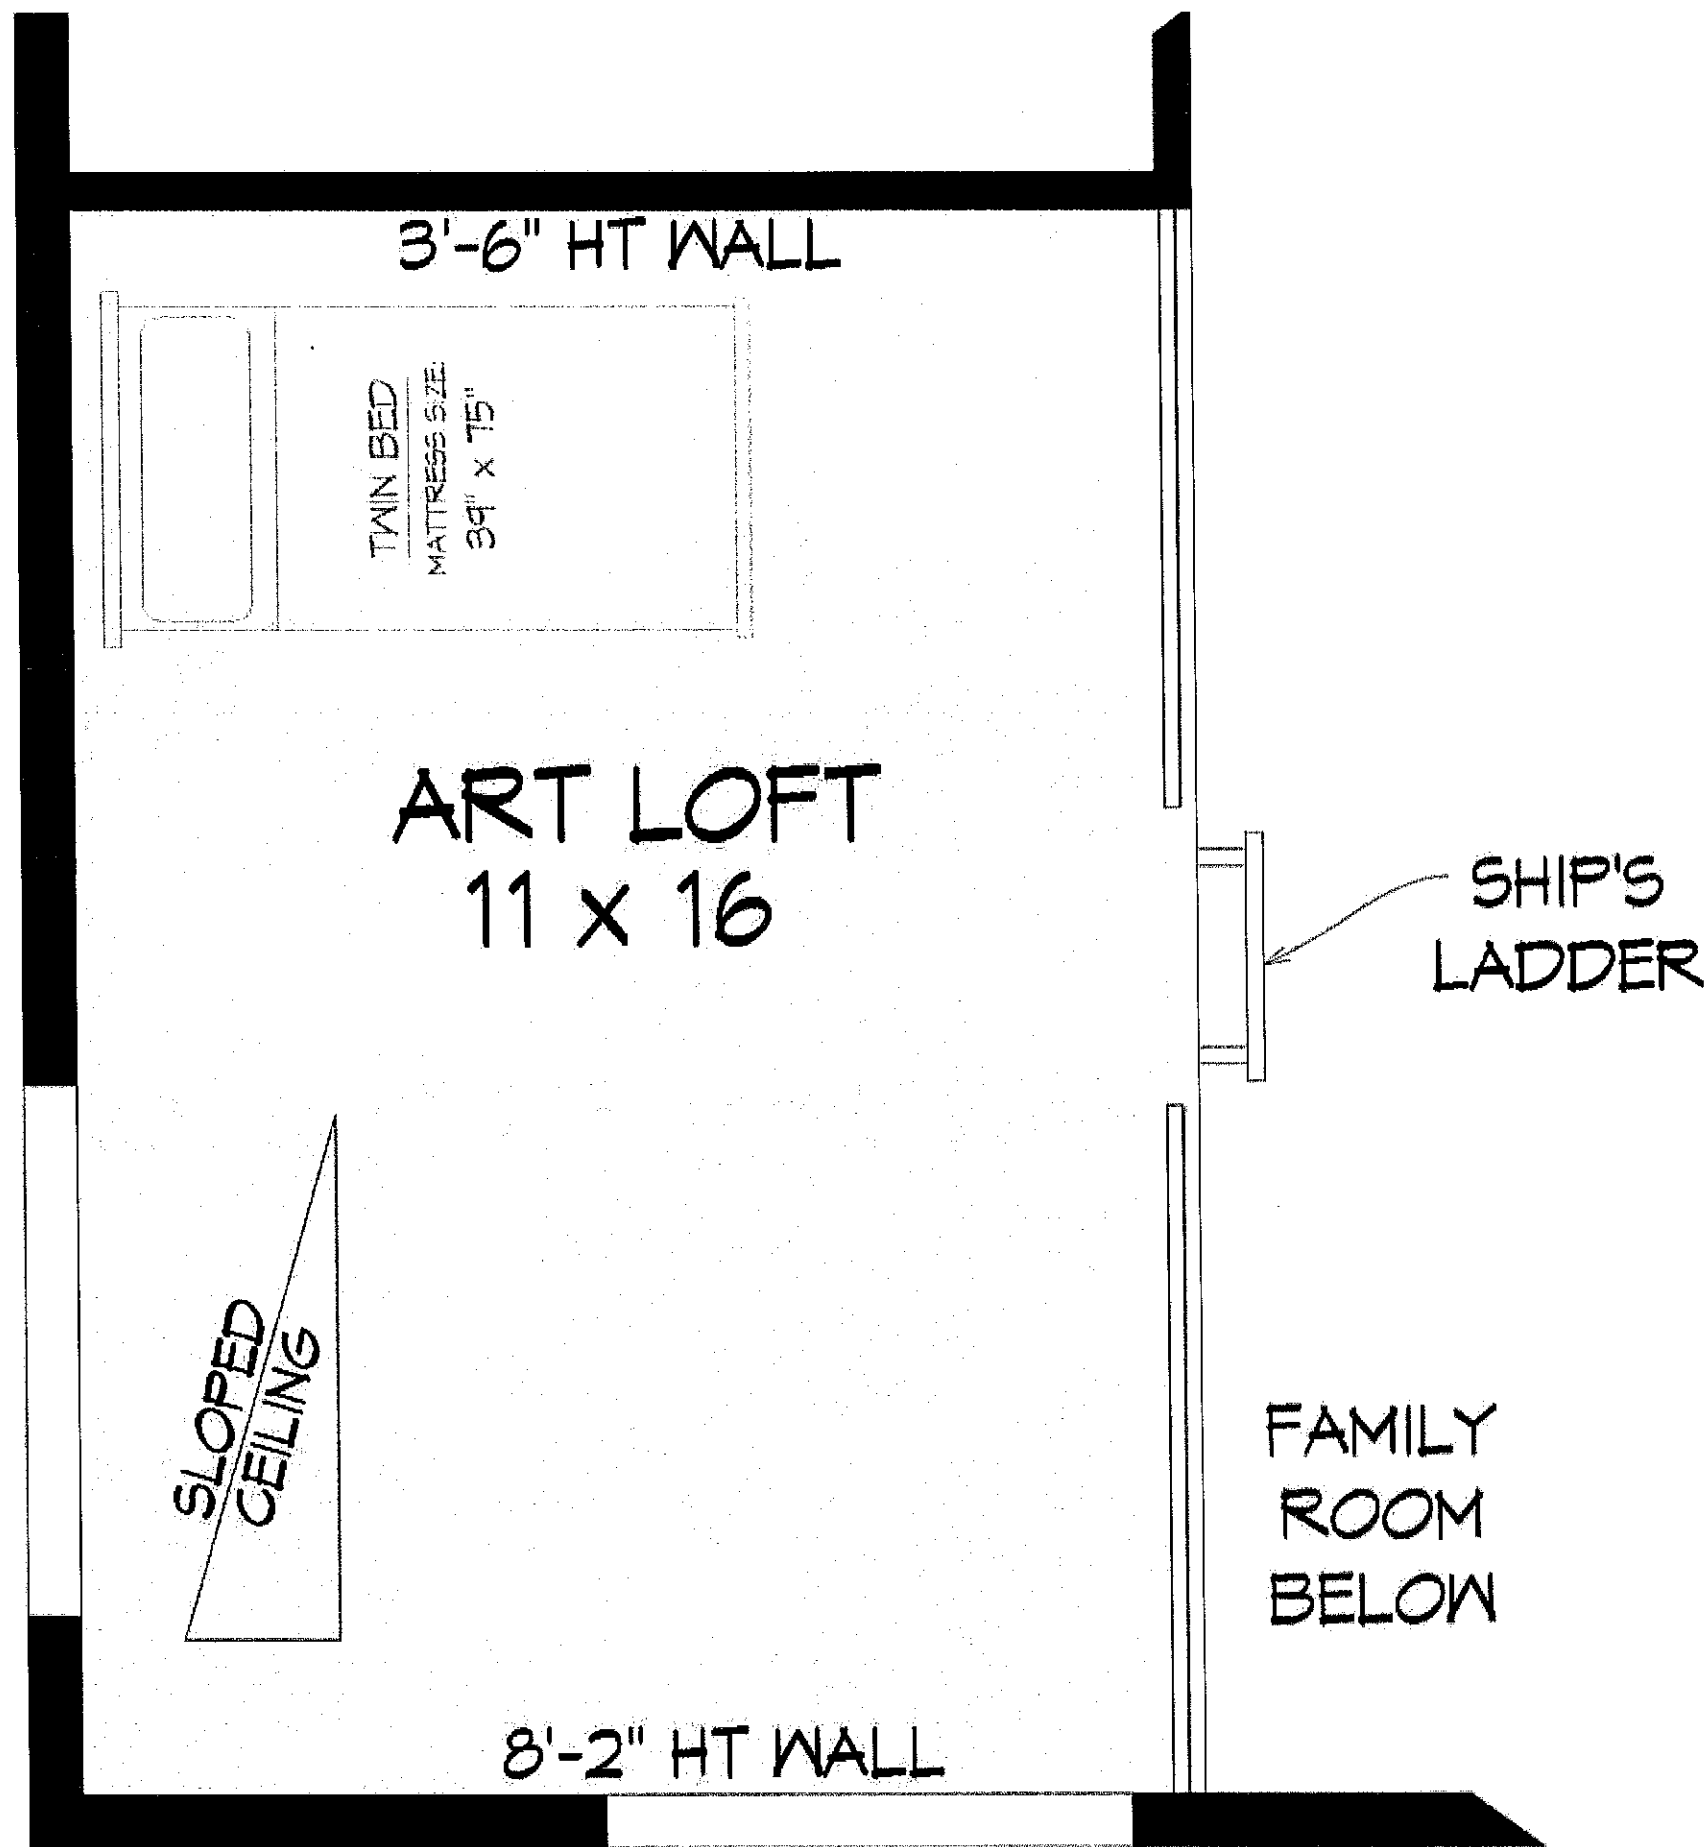 3'-6" HT WALL
TWIN BED
MATTRESS SIZE:
39" x 75"
ART LOFT
11 x 16
SHIP'S
LADDER
SLOPED
CEILING
FAMILY
ROOM
BELOW
8'-2" HT WALL